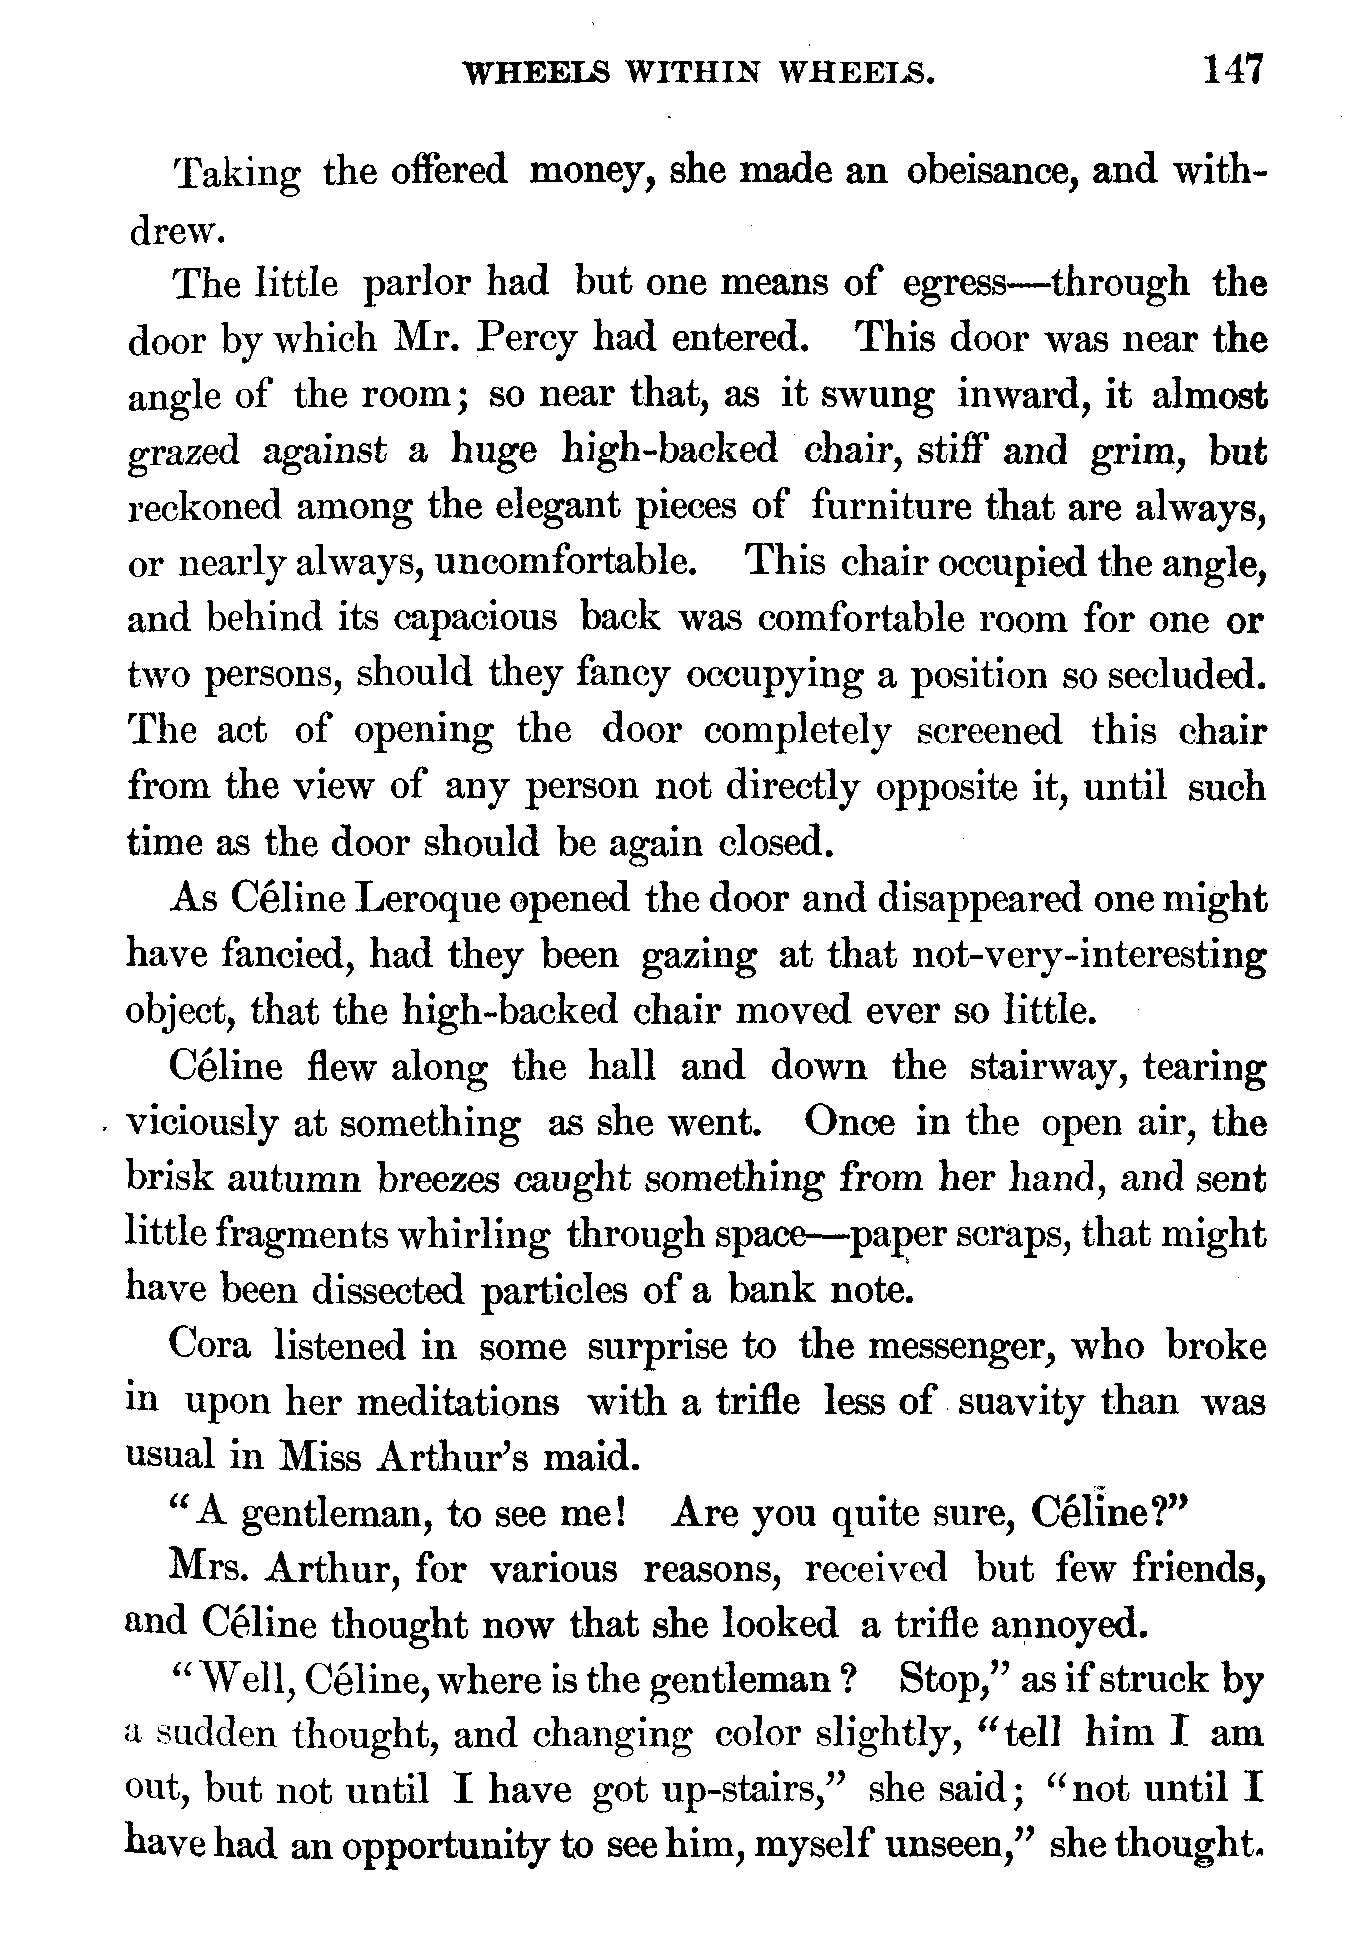 WHEELS WITHIN WHEELS. 147
Taking the offered money, she made an obeisance, and with-
drew.
The little parlor had but one means of egress—through the
door by which Mr. Percy had entered. This door was near the
angle of the room; so near that, as it swung inward, it almost
grazed against a huge high-backed chair, stiff and grim, but
reckoned among the elegant pieces of furniture that are always,
or nearly always, uncomfortable. This chair occupied the angle,
and behind its capacious back was comfortable room for one or
two persons, should they fancy occupying a position so secluded.
The act of opening the door completely screened this chair
from the view of any person not directly opposite it, until such
time as the door should be again closed.
As Céline Leroque opened the door and disappeared one might
have fancied, had they been gazing at that not-very-interesting
object, that the high-backed chair moved ever so little.
Céline flew along the hall and down the stairway, tearing
viciously at something as she went. Once in the open air, the
brisk autumn breezes caught something from her hand, and sent
little fragments whirling through space—paper scraps, that might
have been dissected particles of a bank note.
Cora listened in some surprise to the messenger, who broke
in upon her meditations with a trifle less of suavity than was
usual in Miss Arthur's maid.
"A gentleman, to see me! Are you quite sure, Céline?"
Mrs. Arthur, for various reasons, received but few friends,
and Céline thought now that she looked a trifle annoyed.
"Well, Céline, where is the gentleman? Stop," as if struck by
a sudden thought, and changing color slightly, "tell him I am
out, but not until I have got up-stairs," she said; "not until I
have had an opportunity to see him, myself unseen," she thought.